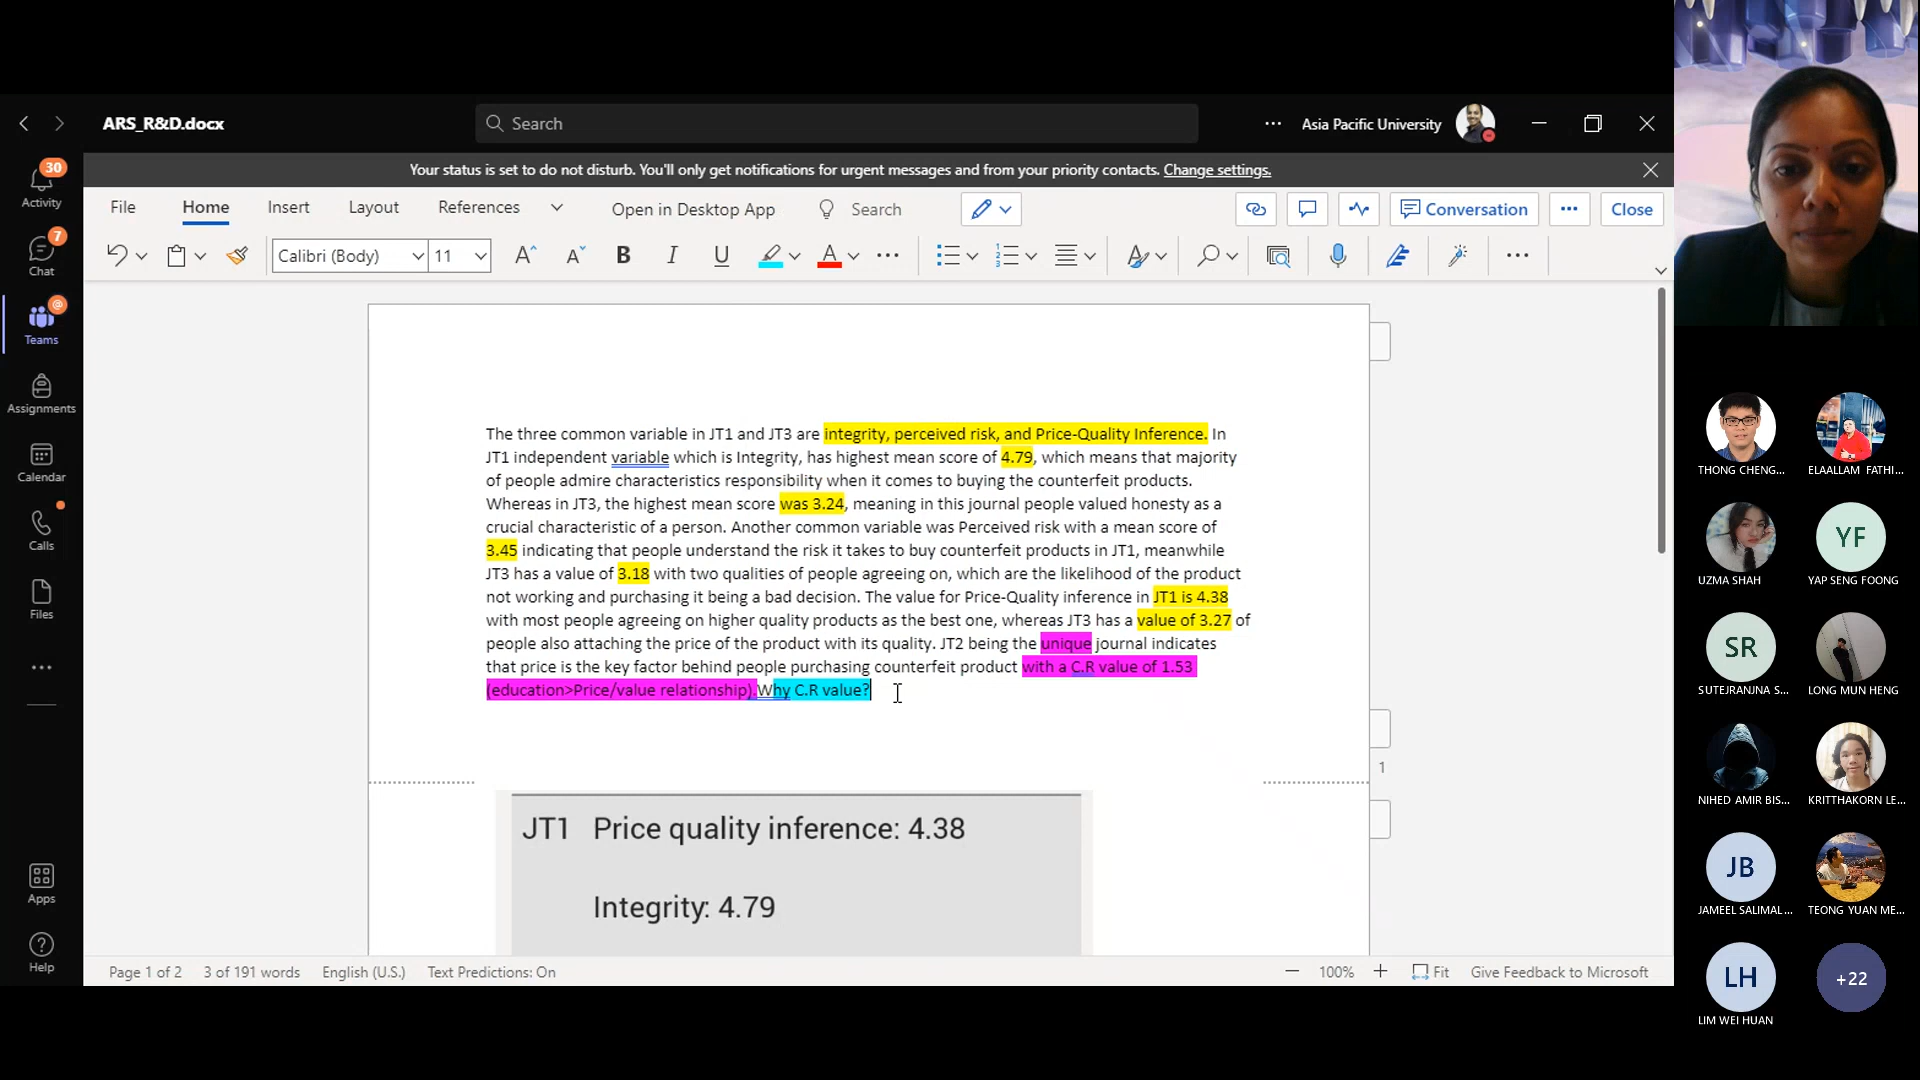 ARS_R&D.docx
Search
Asia Pacific University
Your status is set to do not disturb. You'll only get notifications for urgent messages and from your priority contacts. Change settings.
30
Activity
7
Chat
@
Teams
Assignments
Calendar
Calls
Files
Apps
Help
File Home Insert Layout References Open in Desktop App Search Conversation Close
Calibri (Body) 11 A A B I U A
The three common variable in JT1 and JT3 are integrity, perceived risk, and Price-Quality Inference. In
JT1 independent variable which is Integrity, has highest mean score of 4.79, which means that majority
of people admire characteristics responsibility when it comes to buying the counterfeit products.
Whereas in JT3, the highest mean score was 3.24, meaning in this journal people valued honesty as a
crucial characteristic of a person. Another common variable was Perceived risk with a mean score of
3.45 indicating that people understand the risk it takes to buy counterfeit products in JT1, meanwhile
JT3 has a value of 3.18 with two qualities of people agreeing on, which are the likelihood of the product
not working and purchasing it being a bad decision. The value for Price-Quality inference in JT1 is 4.38
with most people agreeing on higher quality products as the best one, whereas JT3 has a value of 3.27 of
people also attaching the price of the product with its quality. JT2 being the unique journal indicates
that price is the key factor behind people purchasing counterfeit product with a C.R value of 1.53
(education>Price/value relationship).Why C.R value?
1
JT1 Price quality inference: 4.38
Integrity: 4.79
Page 1 of 2 3 of 191 words English (U.S.) Text Predictions: On 100% Fit Give Feedback to Microsoft
THONG CHENG... ELAALLAM FATHI...
YF
UZMA SHAH YAP SENG FOONG
SR
SUTEJRANJNA S... LONG MUN HENG
NIHED AMIR BIS... KRITTHAKORN LE...
JB
JAMEEL SALIMAL... TEONG YUAN ME...
LH +22
LIM WEI HUAN